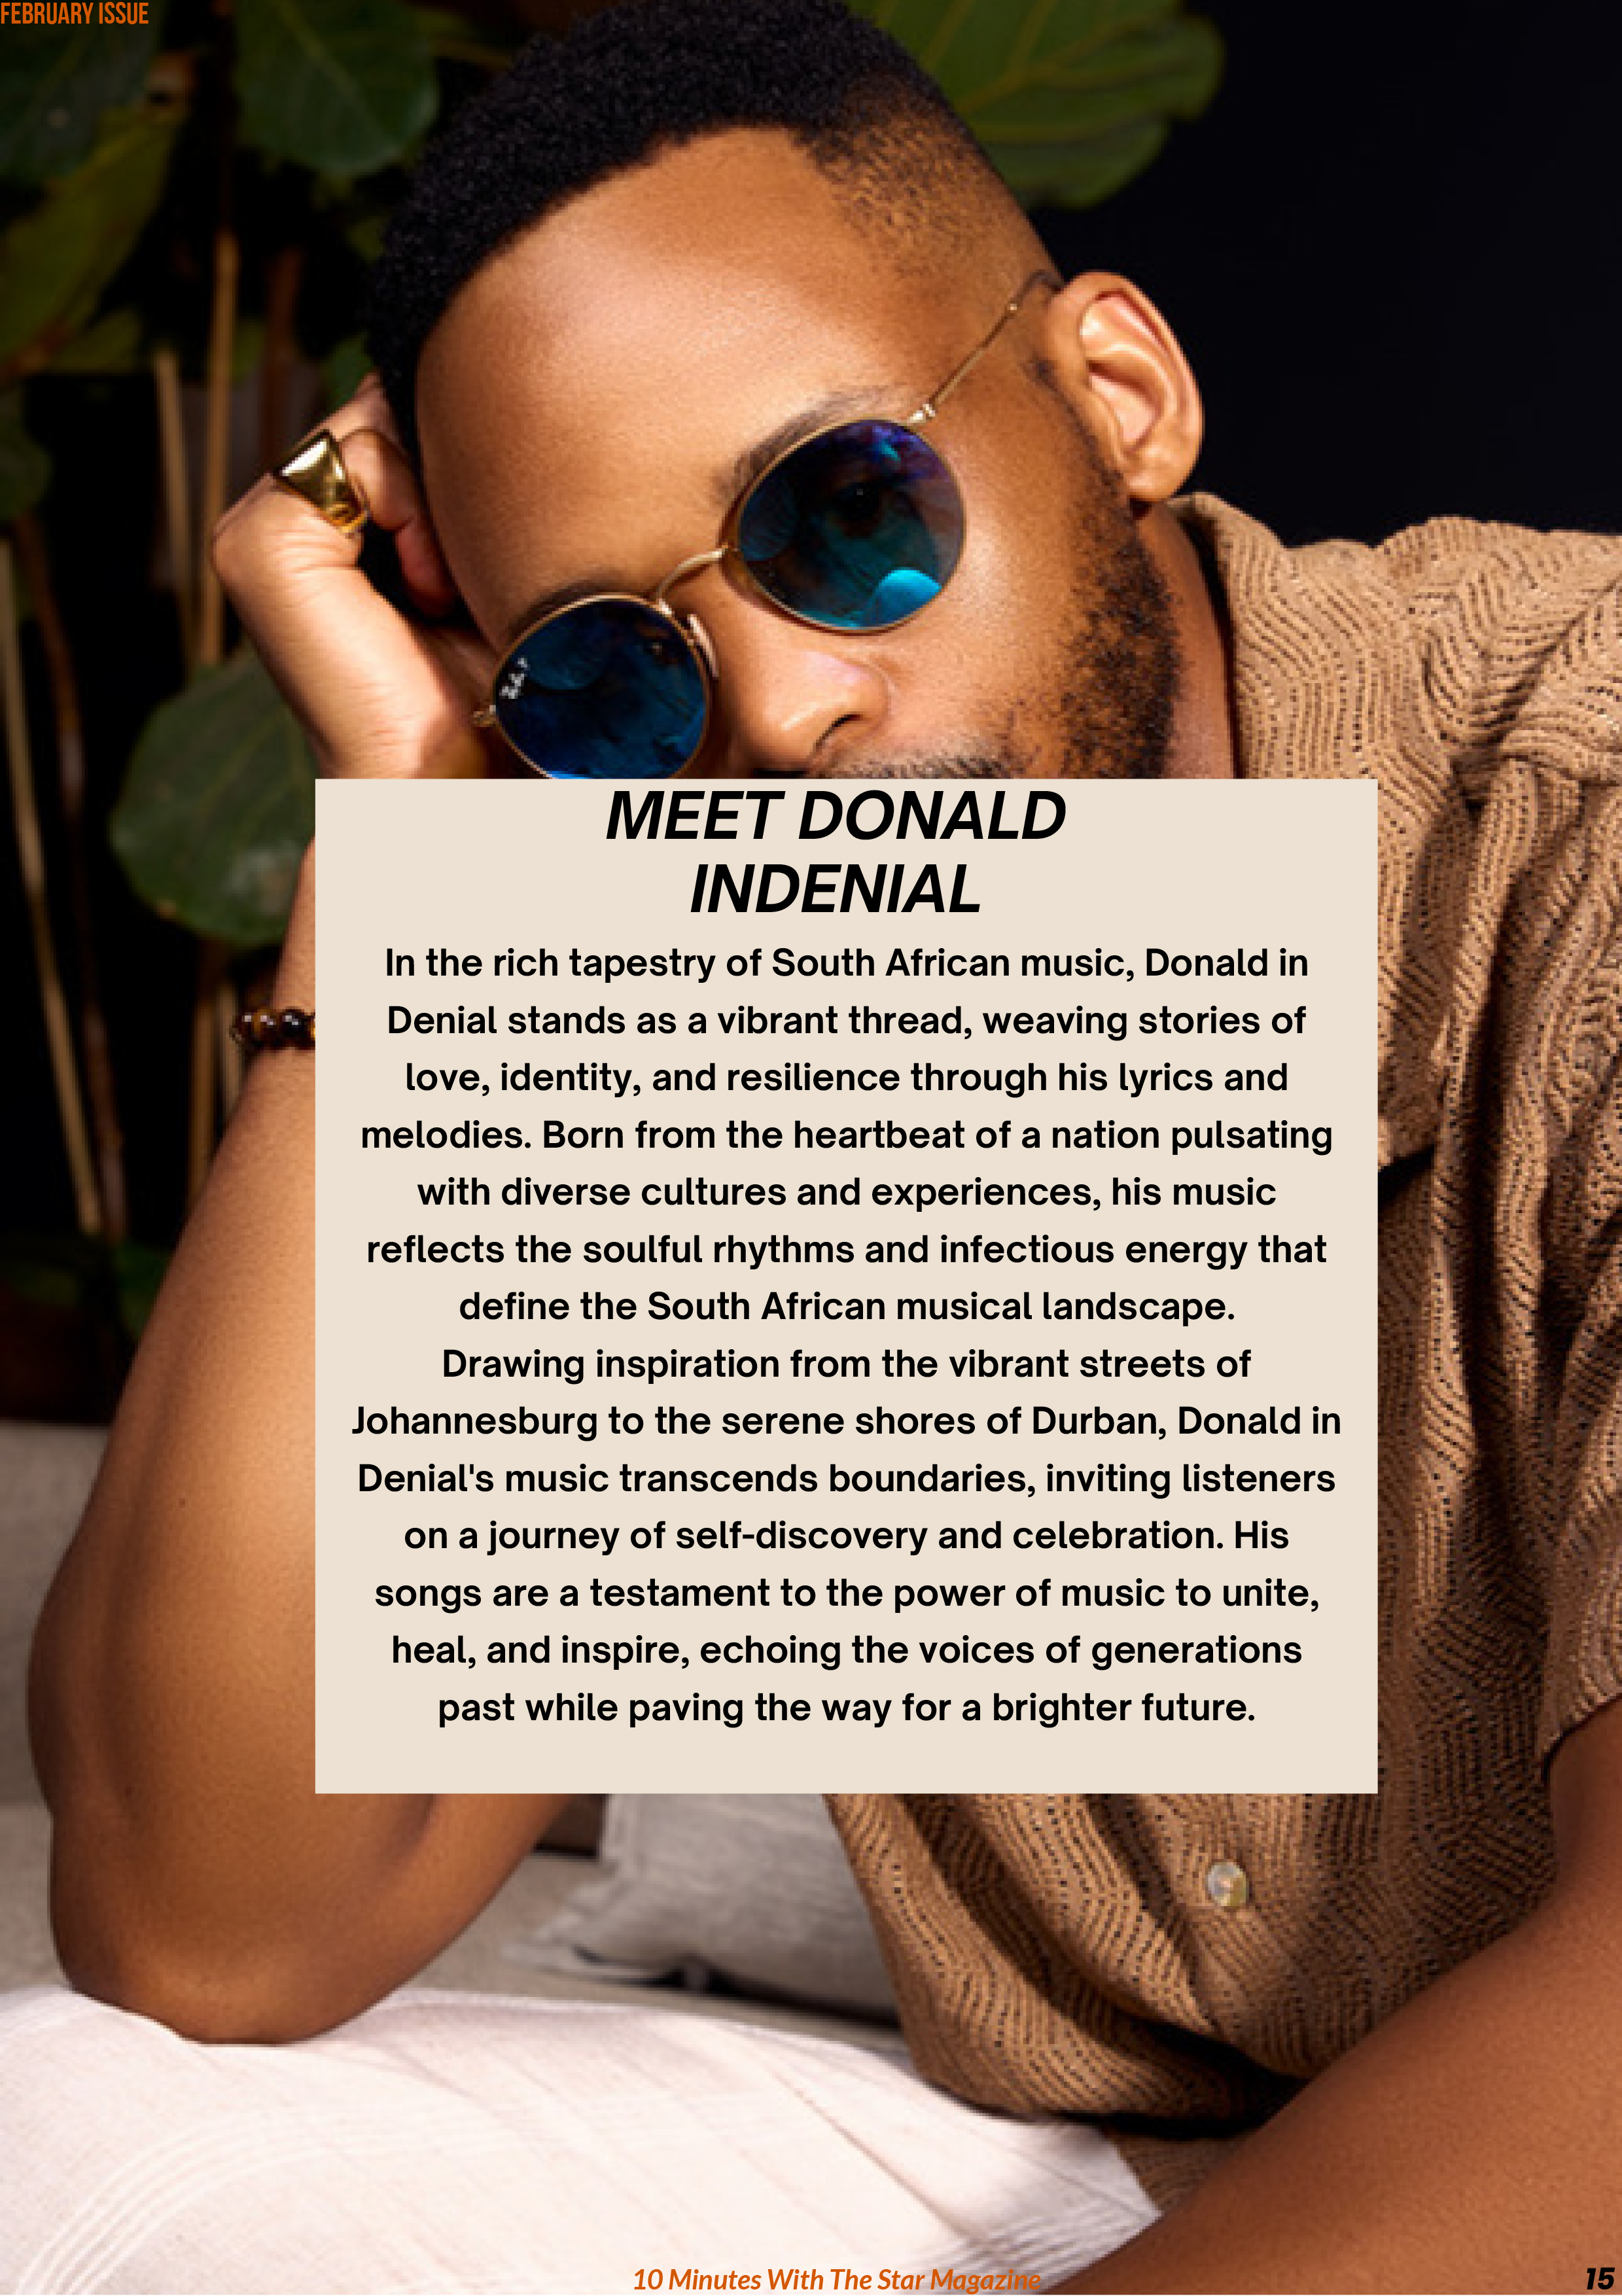 FEBRUARY ISSUE
MEET DONALD
INDENIAL
In the rich tapestry of South African music, Donald in
Denial stands as a vibrant thread, weaving stories of
love, identity, and resilience through his lyrics and
melodies. Born from the heartbeat of a nation pulsating
with diverse cultures and experiences, his music
reflects the soulful rhythms and infectious energy that
define the South African musical landscape.
Drawing inspiration from the vibrant streets of
Johannesburg to the serene shores of Durban, Donald in
Denial's music transcends boundaries, inviting listeners
on a journey of self-discovery and celebration. His
songs are a testament to the power of music to unite,
heal, and inspire, echoing the voices of generations
past while paving the way for a brighter future.
10 Minutes With The Star Magazine
15